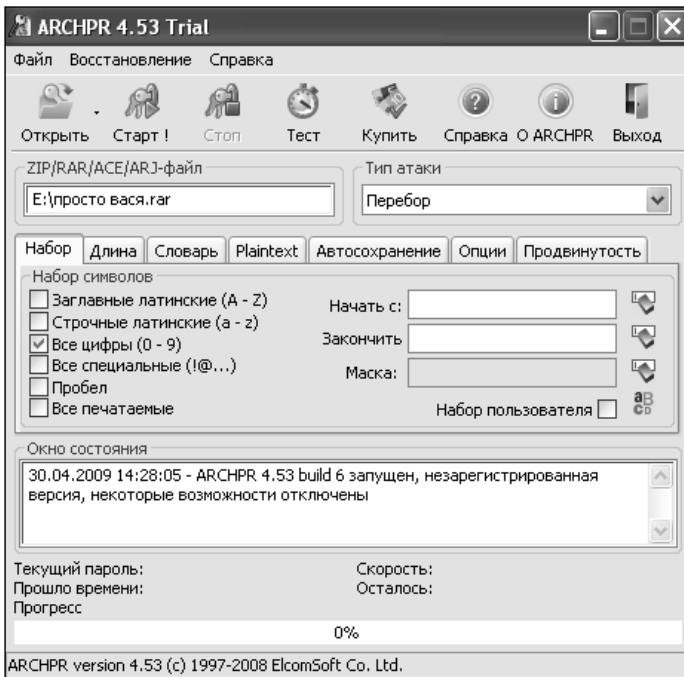 ARCHPR 4.53 Trial
Файл Восстановление Справка
Открыть Старт ! Стоп Тест Купить Справка О ARCHPR Выход
ZIP/RAR/ACE/ARJ-файл Тип атаки
E:\просто вася.rar Перебор
Набор Длина Словарь Plaintext Автосохранение Опции Продвинутость
Набор символов
Заглавные латинские (A - Z) Начать с:
Строчные латинские (a - z)
Все цифры (0 - 9) Закончить
Все специальные (!@...)
Пробел Маска:
Все печатаемые Набор пользователя
Окно состояния
30.04.2009 14:28:05 - ARCHPR 4.53 build 6 запущен, незарегистрированная
версия, некоторые возможности отключены
Текущий пароль: Скорость:
Прошло времени: Осталось:
Прогресс
0%
ARCHPR version 4.53 (c) 1997-2008 ElcomSoft Co. Ltd.